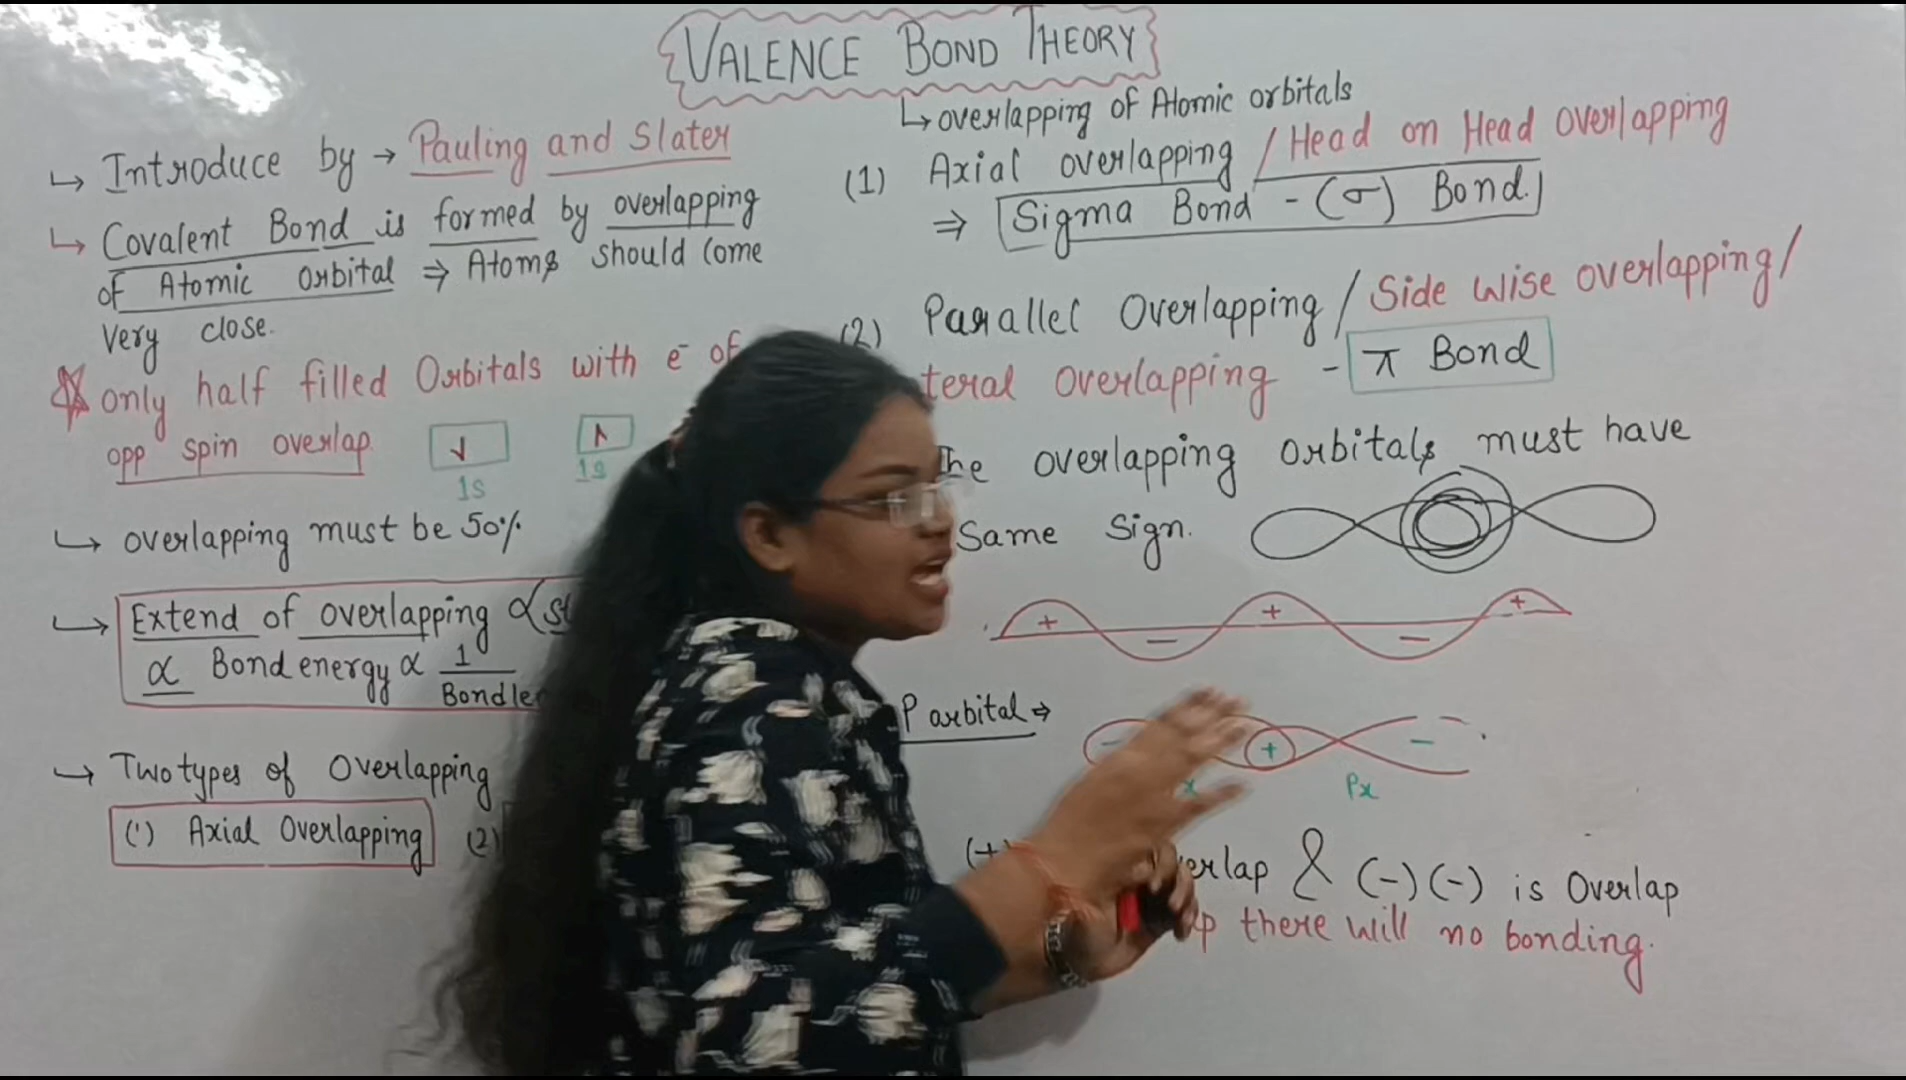 VALENCE BOND THEORY
↳ Introduce by → Pauling and Slater
↳ Covalent Bond is formed by overlapping
of Atomic orbital ⇒ Atoms should come
very close.
only half filled Orbitals with e⁻ of
opp spin overlap
1s 1s
↳ overlapping must be 50%
↳ Extend of overlapping ∝
∝ Bond energy ∝ 1
Bond
↳ Two types of Overlapping
(1) Axial Overlapping (2)
↳ overlapping of Atomic orbitals
(1) Axial overlapping / Head on Head overlapping
⇒ Sigma Bond - (σ) Bond.
(2) Parallel Overlapping / Side wise overlapping /
overlapping - π Bond
overlapping orbitals must have
Same Sign.
+ - + - +
P orbital ⇒
- + -
x Px
(+) & (-)(-) is Overlap
there will no bonding.